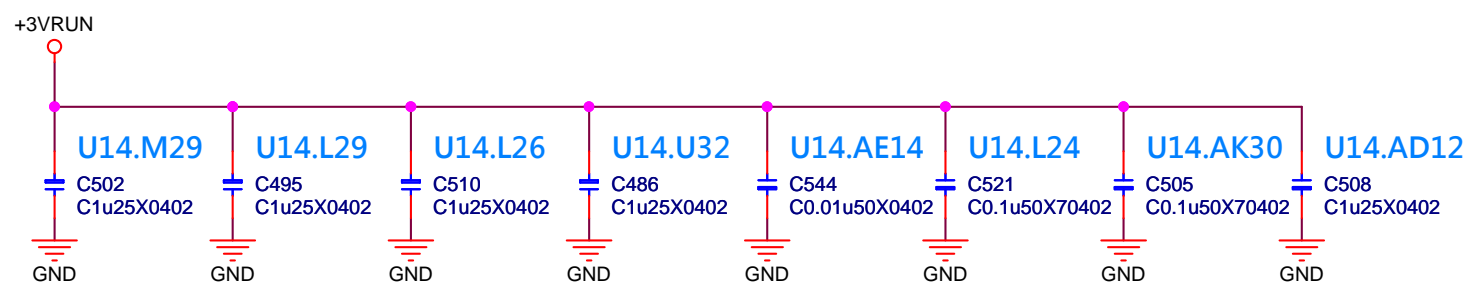 +3VRUN
U14.M29
C502
C1u25X0402
GND
U14.L29
C495
C1u25X0402
GND
U14.L26
C510
C1u25X0402
GND
U14.U32
C486
C1u25X0402
GND
U14.AE14
C544
C0.01u50X0402
GND
U14.L24
C521
C0.1u50X70402
GND
U14.AK30
C505
C0.1u50X70402
GND
U14.AD12
C508
C1u25X0402
GND